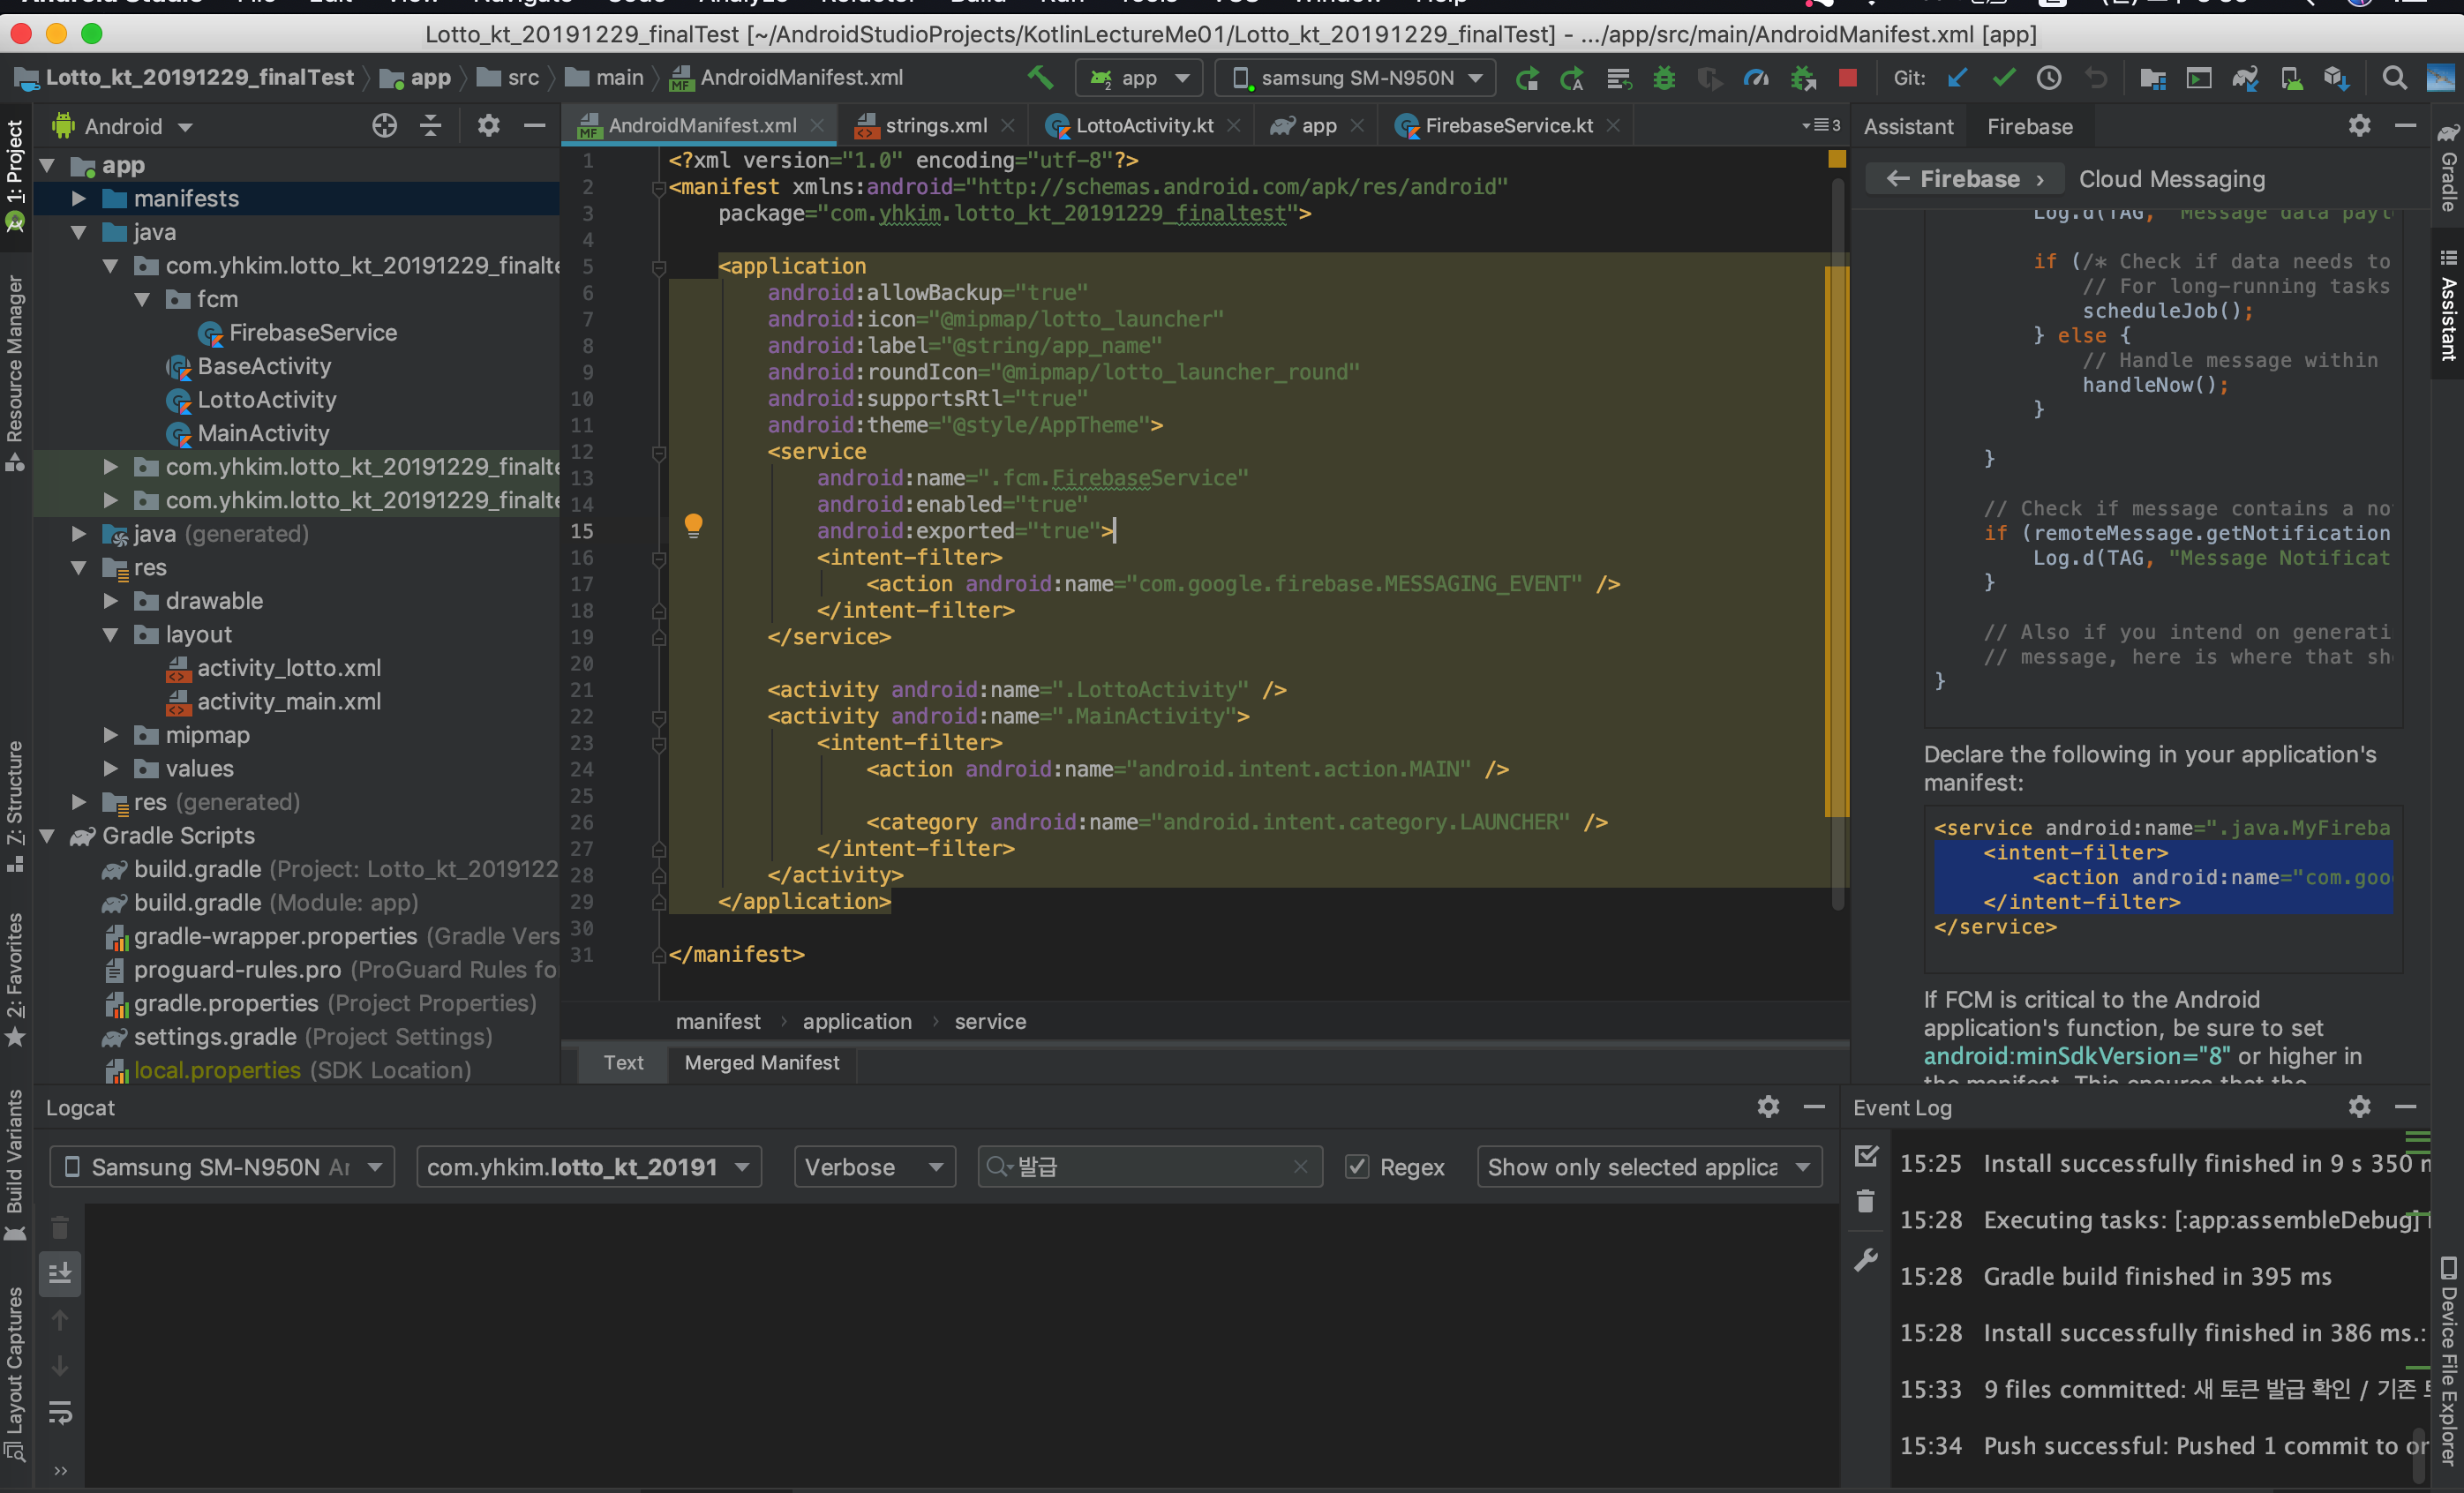 Lotto_kt_20191229_finalTest [~/AndroidStudioProjects/KotlinLectureMe01/Lotto_kt_20191229_finalTest] - .../app/src/main/AndroidManifest.xml [app]
Lotto_kt_20191229_finalTest app src main AndroidManifest.xml
app samsung SM-N950N Git:
1: Project
Resource Manager
Z: Structure
2: Favorites
Build Variants
Layout Captures
Android
app
manifests
java
com.yhkim.lotto_kt_20191229_finalte
fcm
FirebaseService
BaseActivity
LottoActivity
MainActivity
com.yhkim.lotto_kt_20191229_finalte
com.yhkim.lotto_kt_20191229_finalte
java (generated)
res
drawable
layout
activity_lotto.xml
activity_main.xml
mipmap
values
res (generated)
Gradle Scripts
build.gradle (Project: Lotto_kt_2019122
build.gradle (Module: app)
gradle-wrapper.properties (Gradle Vers
proguard-rules.pro (ProGuard Rules fo
gradle.properties (Project Properties)
settings.gradle (Project Settings)
local.properties (SDK Location)
AndroidManifest.xml strings.xml LottoActivity.kt app FirebaseService.kt 3
1 <?xml version="1.0" encoding="utf-8"?>
2 <manifest xmlns:android="http://schemas.android.com/apk/res/android"
3 package="com.yhkim.lotto_kt_20191229_finaltest">
4
5 <application
6 android:allowBackup="true"
7 android:icon="@mipmap/lotto_launcher"
8 android:label="@string/app_name"
9 android:roundIcon="@mipmap/lotto_launcher_round"
10 android:supportsRtl="true"
11 android:theme="@style/AppTheme">
12 <service
13 android:name=".fcm.FirebaseService"
14 android:enabled="true"
15 android:exported="true">
16 <intent-filter>
17 <action android:name="com.google.firebase.MESSAGING_EVENT" />
18 </intent-filter>
19 </service>
20
21 <activity android:name=".LottoActivity" />
22 <activity android:name=".MainActivity">
23 <intent-filter>
24 <action android:name="android.intent.action.MAIN" />
25
26 <category android:name="android.intent.category.LAUNCHER" />
27 </intent-filter>
28 </activity>
29 </application>
30
31 </manifest>
manifest application service
Text Merged Manifest
Assistant Firebase
Firebase Cloud Messaging
Log.d(TAG, "Message data payl
if (/* Check if data needs to
// For long-running tasks
scheduleJob();
} else {
// Handle message within
handleNow();
}
}
// Check if message contains a no
if (remoteMessage.getNotification
Log.d(TAG, "Message Notificat
}
// Also if you intend on generati
// message, here is where that sh
}
Declare the following in your application's
manifest:
<service android:name=".java.MyFireba
<intent-filter>
<action android:name="com.goo
</intent-filter>
</service>
If FCM is critical to the Android
application's function, be sure to set
android:minSdkVersion="8" or higher in
the manifest. This ensures that the
Gradle
Assistant
Device File Explorer
Logcat
Samsung SM-N950N Ar com.yhkim.lotto_kt_20191 Verbose 발급 Regex Show only selected applica
Event Log
15:25 Install successfully finished in 9 s 350 m
15:28 Executing tasks: [:app:assembleDebug]
15:28 Gradle build finished in 395 ms
15:28 Install successfully finished in 386 ms.:
15:33 9 files committed: 새 토큰 발급 확인 / 기존 토
15:34 Push successful: Pushed 1 commit to or